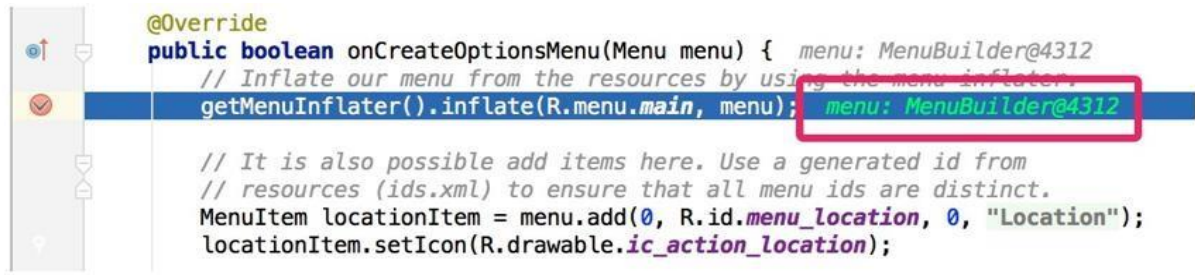 @Override
public boolean onCreateOptionsMenu(Menu menu) { menu: MenuBuilder@4312
// Inflate our menu from the resources by using the menu inflater.
getMenuInflater().inflate(R.menu.main, menu); menu: MenuBuilder@4312
// It is also possible add items here. Use a generated id from
// resources (ids.xml) to ensure that all menu ids are distinct.
MenuItem locationItem = menu.add(0, R.id.menu_location, 0, "Location");
locationItem.setIcon(R.drawable.ic_action_location);